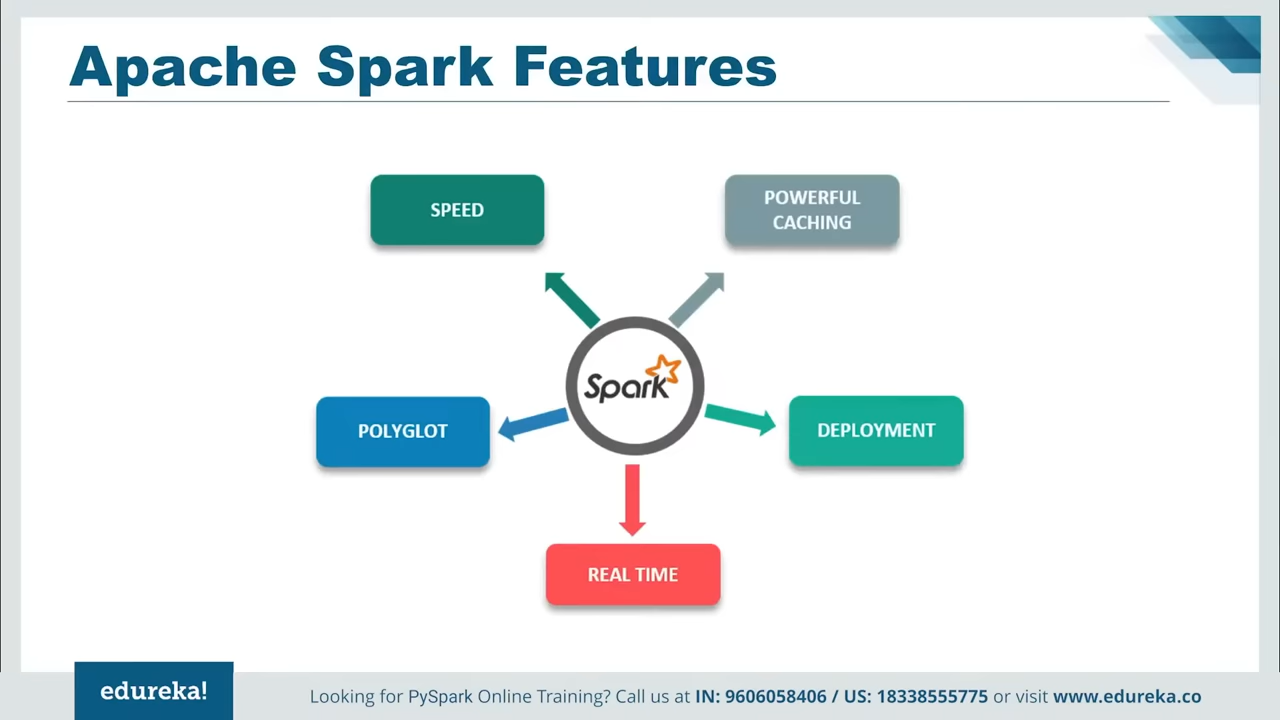 Apache Spark Features
SPEED
POWERFUL
CACHING
Spark
POLYGLOT
DEPLOYMENT
REAL TIME
edureka!
Looking for PySpark Online Training? Call us at IN: 9606058406 / US: 18338555775 or visit www.edureka.co